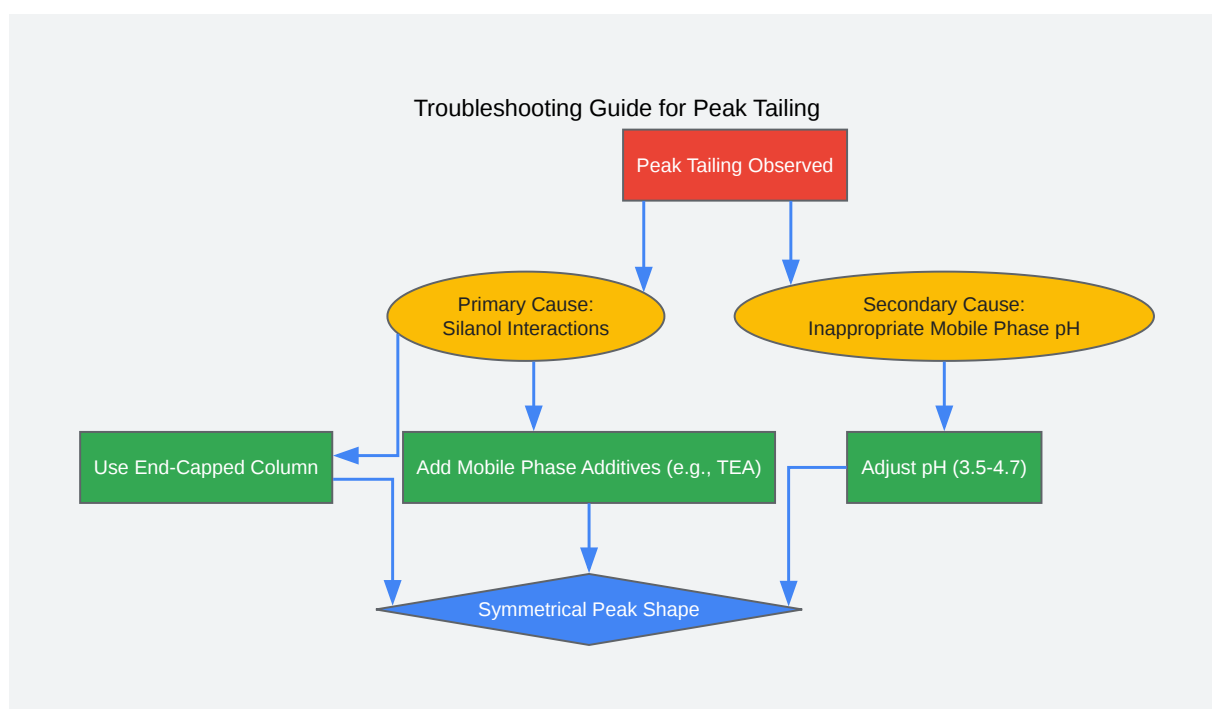 Troubleshooting Guide for Peak Tailing
Peak Tailing Observed
Primary Cause:
Silanol Interactions
Secondary Cause:
Inappropriate Mobile Phase pH
Use End-Capped Column
Add Mobile Phase Additives (e.g., TEA)
Adjust pH (3.5-4.7)
Symmetrical Peak Shape